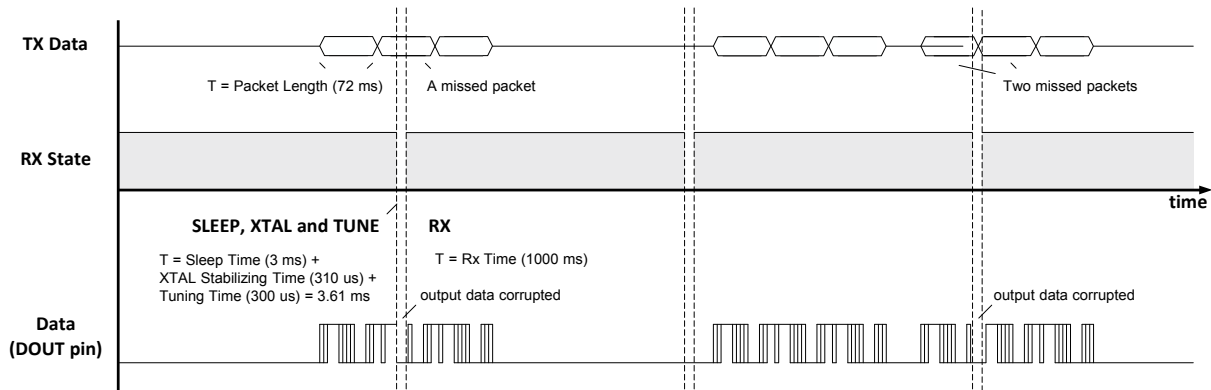 TX Data
T = Packet Length (72 ms)
A missed packet
Two missed packets
RX State
time
SLEEP, XTAL and TUNE
RX
T = Sleep Time (3 ms) +
XTAL Stabilizing Time (310 us) +
Tuning Time (300 us) = 3.61 ms
T = Rx Time (1000 ms)
output data corrupted
output data corrupted
Data
(DOUT pin)